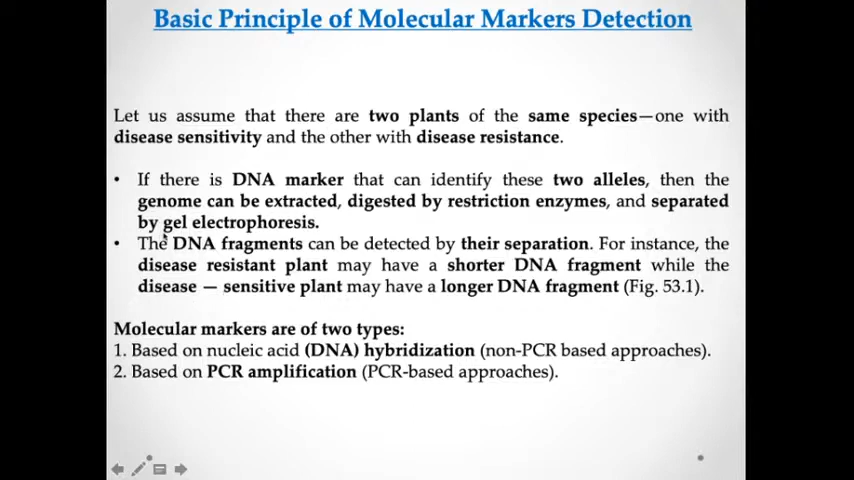 Basic Principle of Molecular Markers Detection
Let us assume that there are two plants of the same species—one with
disease sensitivity and the other with disease resistance.
• If there is DNA marker that can identify these two alleles, then the
genome can be extracted, digested by restriction enzymes, and separated
by gel electrophoresis.
• The DNA fragments can be detected by their separation. For instance, the
disease resistant plant may have a shorter DNA fragment while the
disease — sensitive plant may have a longer DNA fragment (Fig. 53.1).
Molecular markers are of two types:
1. Based on nucleic acid (DNA) hybridization (non-PCR based approaches).
2. Based on PCR amplification (PCR-based approaches).